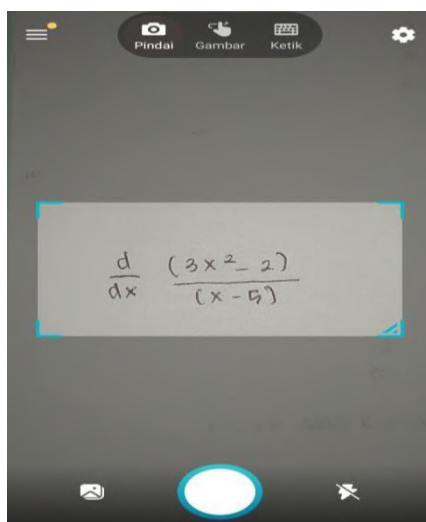 Pindai Gambar Ketik
d (3x² - 2)
dx (x - 5)